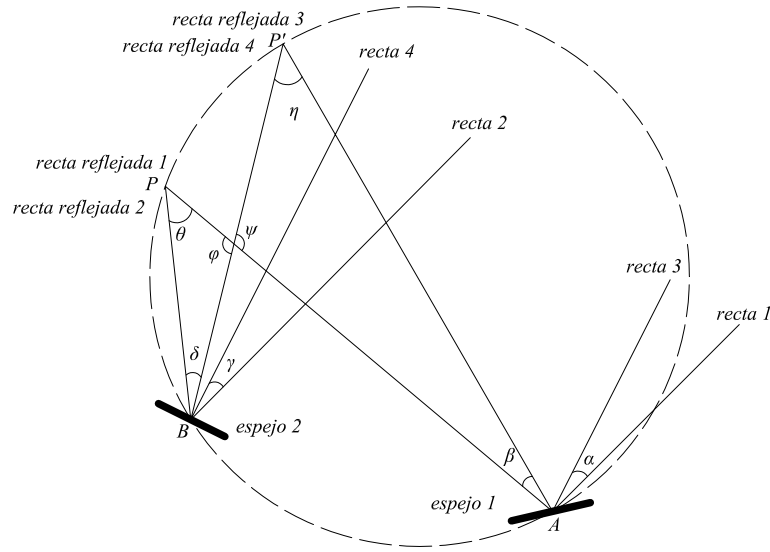 recta reflejada 3
recta reflejada 4
P'
recta 4
η
recta 2
recta reflejada 1
P
recta reflejada 2
θ
ψ
φ
recta 3
recta 1
δ
γ
B
espejo 2
β
α
espejo 1
A